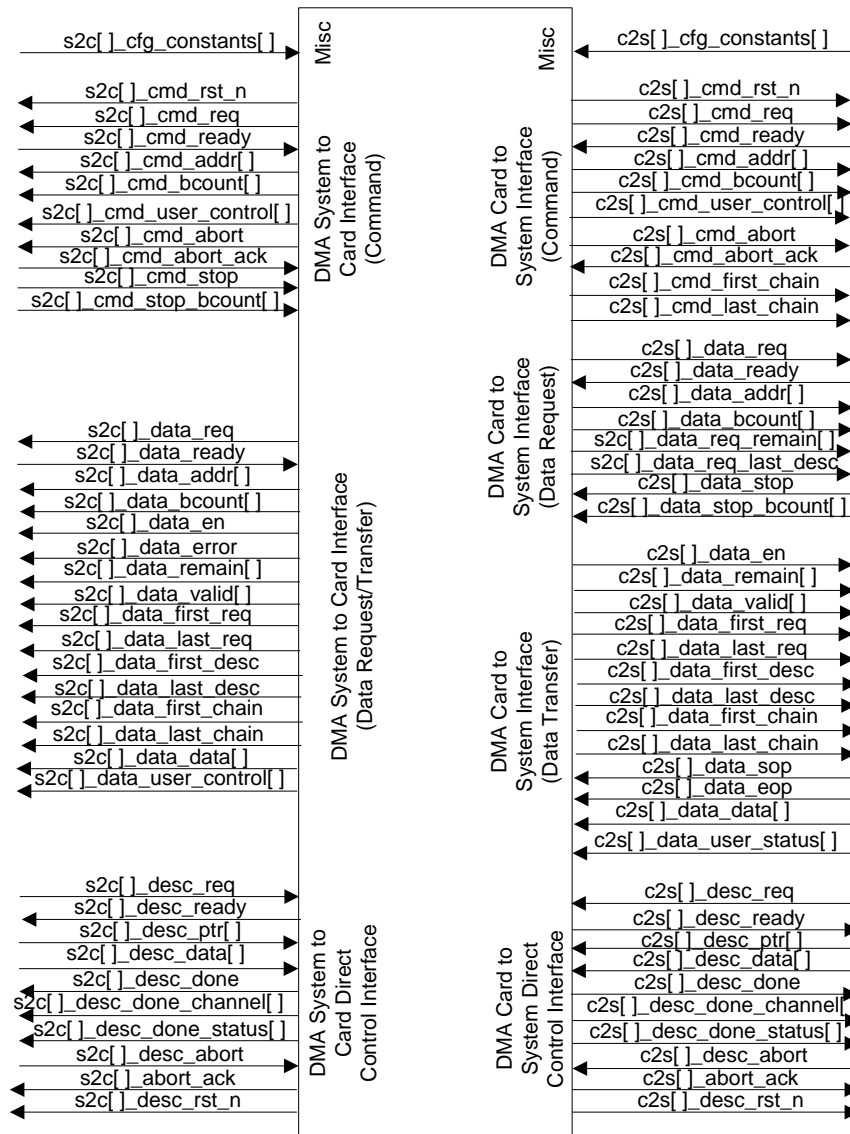 s2c[ ]_cfg_constants[ ]
s2c[ ]_cmd_rst_n
s2c[ ]_cmd_req
s2c[ ]_cmd_ready
s2c[ ]_cmd_addr[ ]
s2c[ ]_cmd_bcount[ ]
s2c[ ]_cmd_user_control[ ]
s2c[ ]_cmd_abort
s2c[ ]_cmd_abort_ack
s2c[ ]_cmd_stop
s2c[ ]_cmd_stop_bcount[ ]
s2c[ ]_data_req
s2c[ ]_data_ready
s2c[ ]_data_addr[ ]
s2c[ ]_data_bcount[ ]
s2c[ ]_data_en
s2c[ ]_data_error
s2c[ ]_data_remain[ ]
s2c[ ]_data_valid[ ]
s2c[ ]_data_first_req
s2c[ ]_data_last_req
s2c[ ]_data_first_desc
s2c[ ]_data_last_desc
s2c[ ]_data_first_chain
s2c[ ]_data_last_chain
s2c[ ]_data_data[ ]
s2c[ ]_data_user_control[ ]
s2c[ ]_desc_req
s2c[ ]_desc_ready
s2c[ ]_desc_ptr[ ]
s2c[ ]_desc_data[ ]
s2c[ ]_desc_done
s2c[ ]_desc_done_channel[ ]
s2c[ ]_desc_done_status[ ]
s2c[ ]_desc_abort
s2c[ ]_abort_ack
s2c[ ]_desc_rst_n
Misc
DMA System to
Card Interface
(Command)
DMA System to Card Interface
(Data Request/Transfer)
DMA System to
Card Direct
Control Interface
Misc
DMA Card to
System Interface
(Command)
DMA Card to
System Interface
(Data Request)
DMA Card to
System Interface
(Data Transfer)
DMA Card to
System Direct
Control Interface
c2s[ ]_cfg_constants[ ]
c2s[ ]_cmd_rst_n
c2s[ ]_cmd_req
c2s[ ]_cmd_ready
c2s[ ]_cmd_addr[ ]
c2s[ ]_cmd_bcount[ ]
c2s[ ]_cmd_user_control[
c2s[ ]_cmd_abort
c2s[ ]_cmd_abort_ack
c2s[ ]_cmd_first_chain
c2s[ ]_cmd_last_chain
c2s[ ]_data_req
c2s[ ]_data_ready
c2s[ ]_data_addr[ ]
c2s[ ]_data_bcount[ ]
s2c[ ]_data_req_remain[ ]
s2c[ ]_data_req_last_desc
c2s[ ]_data_stop
c2s[ ]_data_stop_bcount[ ]
c2s[ ]_data_en
c2s[ ]_data_remain[ ]
c2s[ ]_data_valid[ ]
c2s[ ]_data_first_req
c2s[ ]_data_last_req
c2s[ ]_data_first_desc
c2s[ ]_data_last_desc
c2s[ ]_data_first_chain
c2s[ ]_data_last_chain
c2s[ ]_data_sop
c2s[ ]_data_eop
c2s[ ]_data_data[ ]
c2s[ ]_data_user_status[ ]
c2s[ ]_desc_req
c2s[ ]_desc_ready
c2s[ ]_desc_ptr[ ]
c2s[ ]_desc_data[ ]
c2s[ ]_desc_done
c2s[ ]_desc_done_channel[
c2s[ ]_desc_done_status[ ]
c2s[ ]_desc_abort
c2s[ ]_abort_ack
c2s[ ]_desc_rst_n